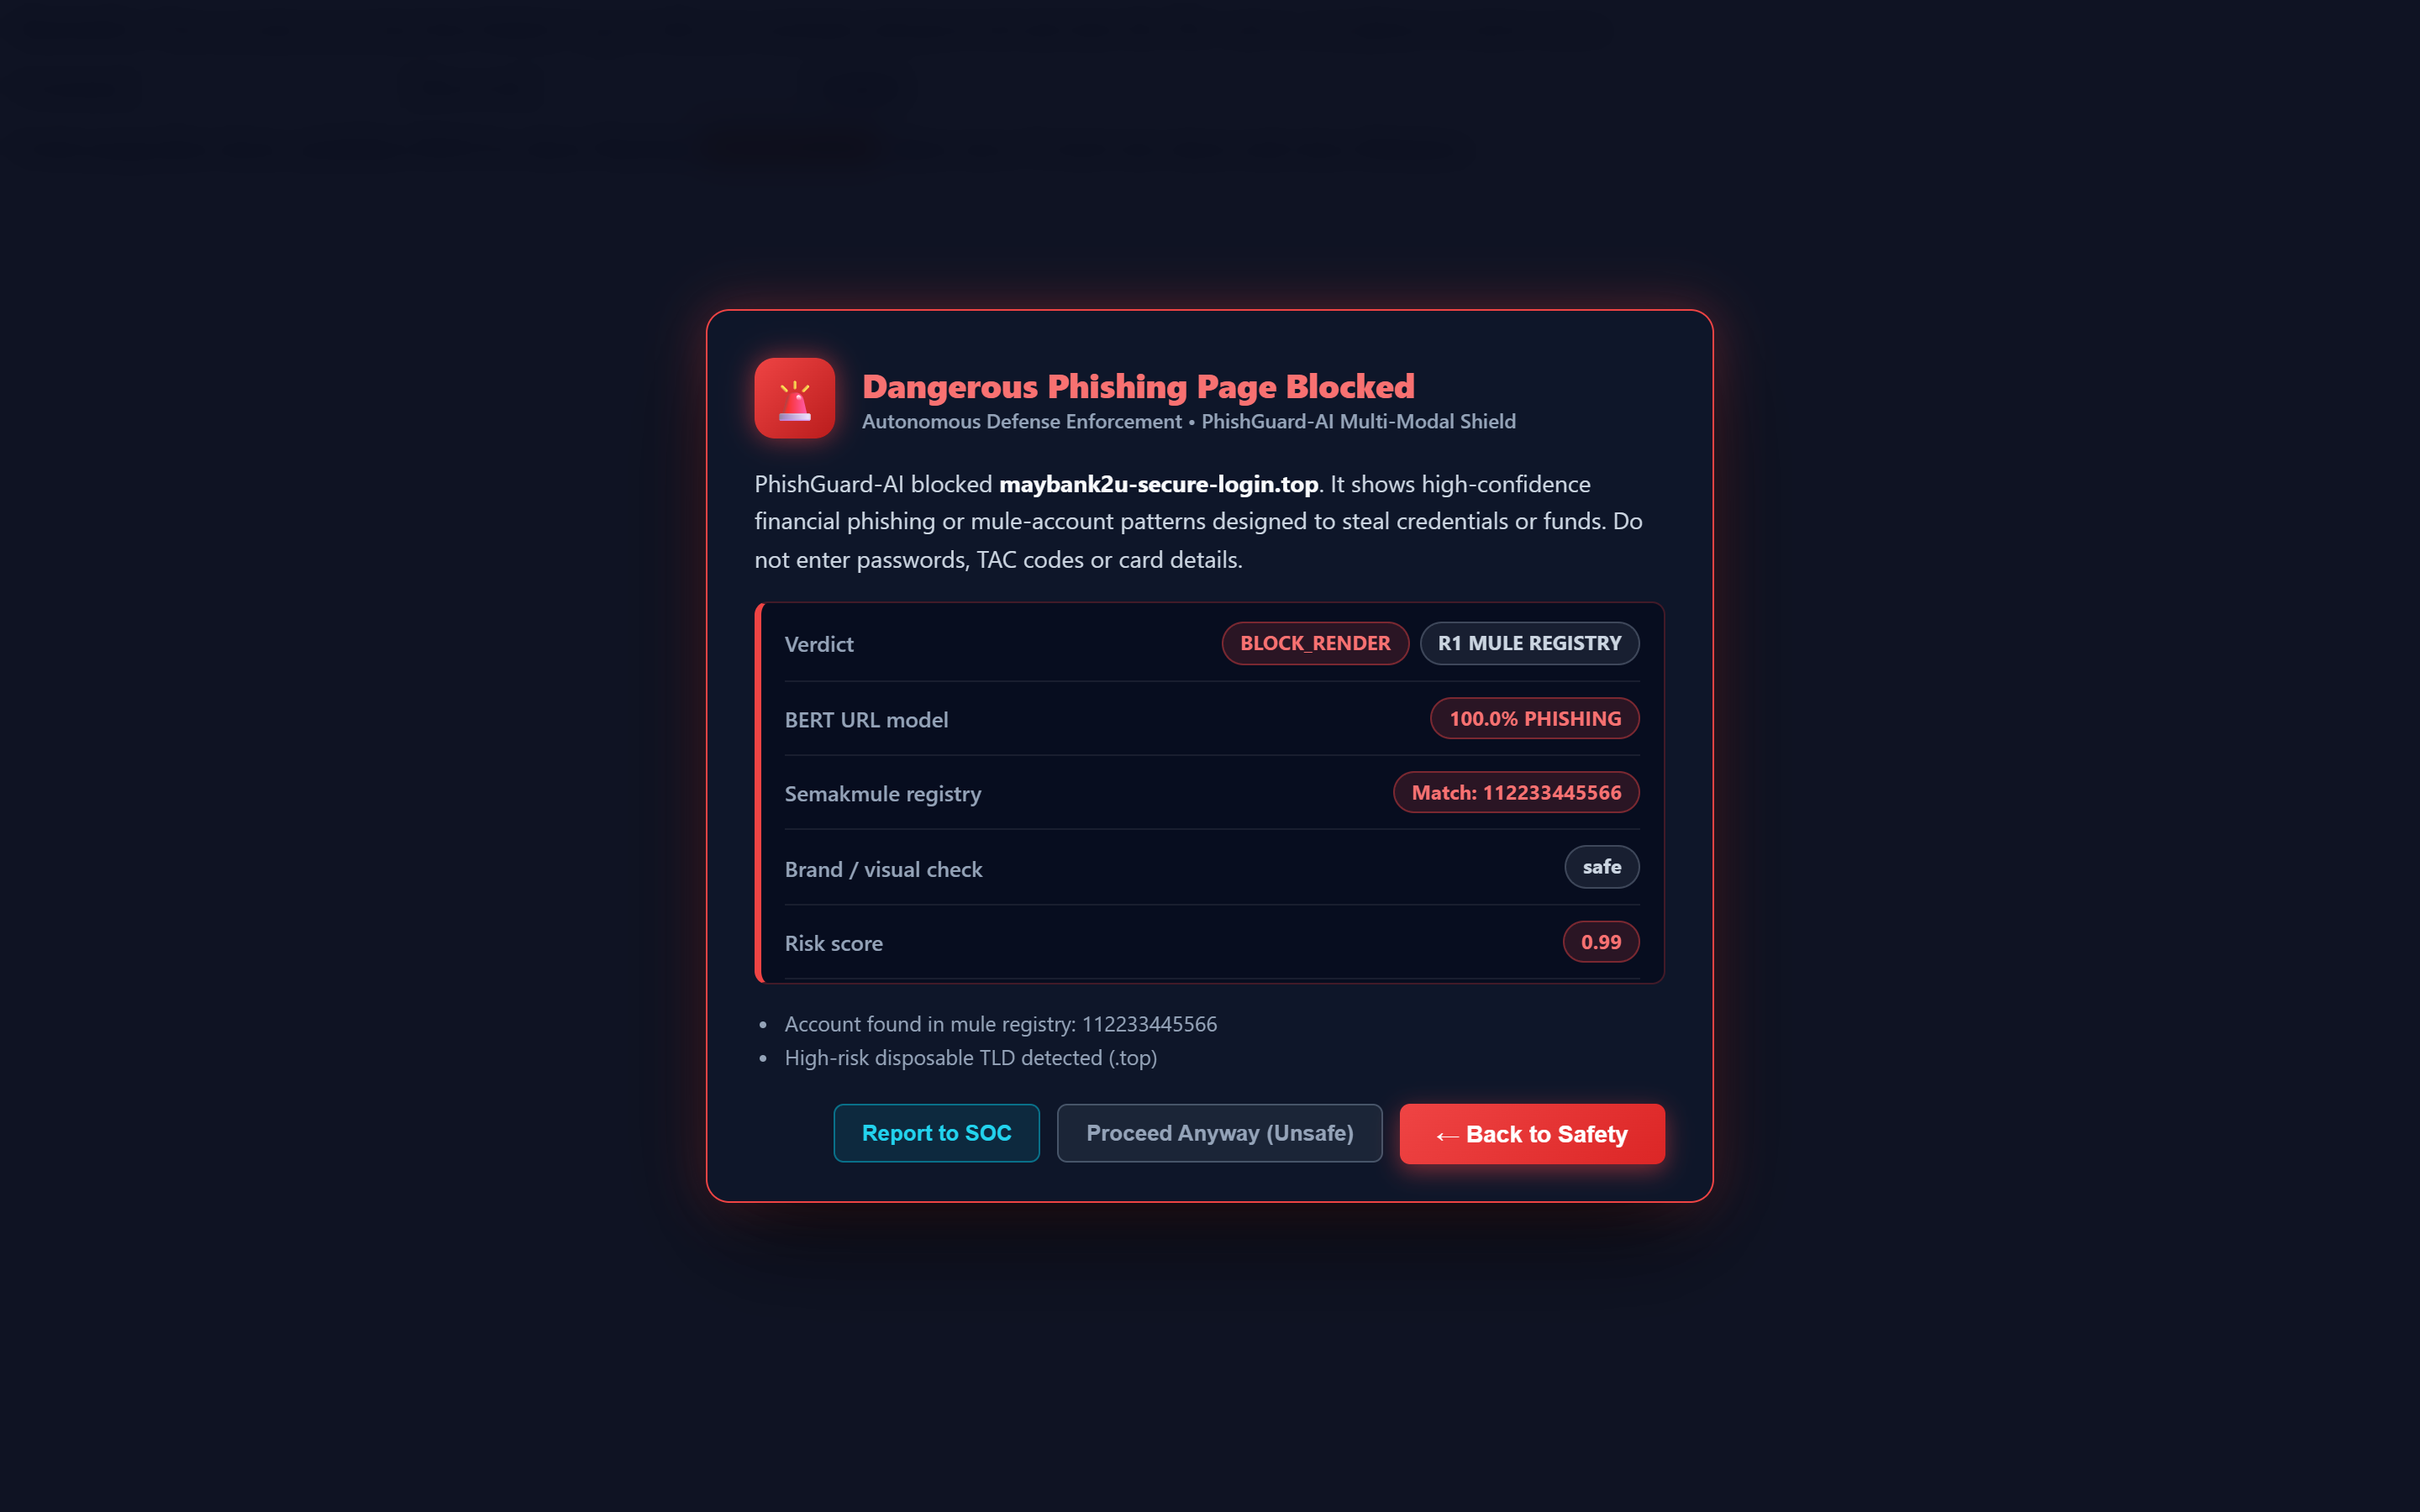 Dangerous Phishing Page Blocked
Autonomous Defense Enforcement • PhishGuard-AI Multi-Modal Shield
PhishGuard-AI blocked maybank2u-secure-login.top. It shows high-confidence
financial phishing or mule-account patterns designed to steal credentials or funds. Do
not enter passwords, TAC codes or card details.
Verdict BLOCK_RENDER R1 MULE REGISTRY
BERT URL model 100.0% PHISHING
Semakmule registry Match: 112233445566
Brand / visual check safe
Risk score 0.99
• Account found in mule registry: 112233445566
• High-risk disposable TLD detected (.top)
Report to SOC Proceed Anyway (Unsafe) ← Back to Safety